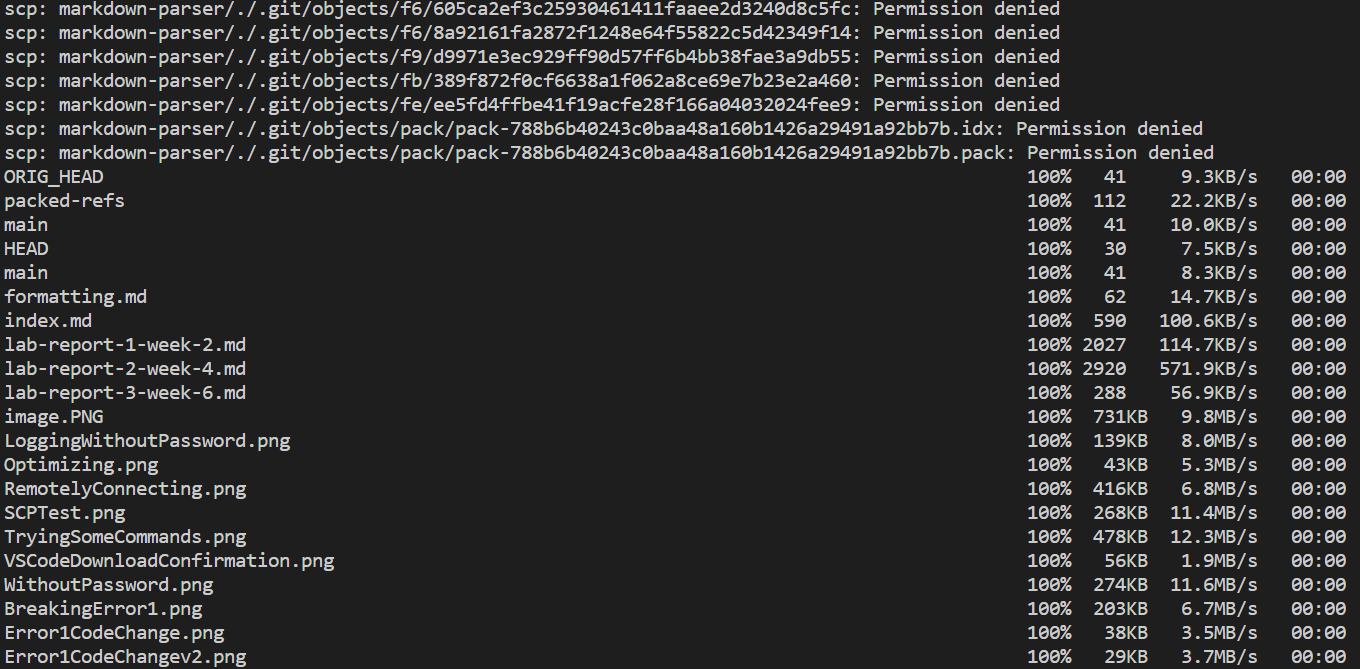 scp: markdown-parser/./.git/objects/f6/605ca2ef3c25930461411faaee2d3240d8c5fc: Permission denied
scp: markdown-parser/./.git/objects/f6/8a92161fa2872f1248e64f55822c5d42349f14: Permission denied
scp: markdown-parser/./.git/objects/f9/d9971e3ec929ff90d57ff6b4bb38fae3a9db55: Permission denied
scp: markdown-parser/./.git/objects/fb/389f872f0cf6638a1f062a8ce69e7b23e2a460: Permission denied
scp: markdown-parser/./.git/objects/fe/ee5fd4ffbe41f19acfe28f166a04032024fee9: Permission denied
scp: markdown-parser/./.git/objects/pack/pack-788b6b40243c0baa48a160b1426a29491a92bb7b.idx: Permission denied
scp: markdown-parser/./.git/objects/pack/pack-788b6b40243c0baa48a160b1426a29491a92bb7b.pack: Permission denied
ORIG_HEAD 100% 41 9.3KB/s 00:00
packed-refs 100% 112 22.2KB/s 00:00
main 100% 41 10.0KB/s 00:00
HEAD 100% 30 7.5KB/s 00:00
main 100% 41 8.3KB/s 00:00
formatting.md 100% 62 14.7KB/s 00:00
index.md 100% 590 100.6KB/s 00:00
lab-report-1-week-2.md 100% 2027 114.7KB/s 00:00
lab-report-2-week-4.md 100% 2920 571.9KB/s 00:00
lab-report-3-week-6.md 100% 288 56.9KB/s 00:00
image.PNG 100% 731KB 9.8MB/s 00:00
LoggingWithoutPassword.png 100% 139KB 8.0MB/s 00:00
Optimizing.png 100% 43KB 5.3MB/s 00:00
RemotelyConnecting.png 100% 416KB 6.8MB/s 00:00
SCPTest.png 100% 268KB 11.4MB/s 00:00
TryingSomeCommands.png 100% 478KB 12.3MB/s 00:00
VSCodeDownloadConfirmation.png 100% 56KB 1.9MB/s 00:00
WithoutPassword.png 100% 274KB 11.6MB/s 00:00
BreakingError1.png 100% 203KB 6.7MB/s 00:00
Error1CodeChange.png 100% 38KB 3.5MB/s 00:00
Error1CodeChangev2.png 100% 29KB 3.7MB/s 00:00